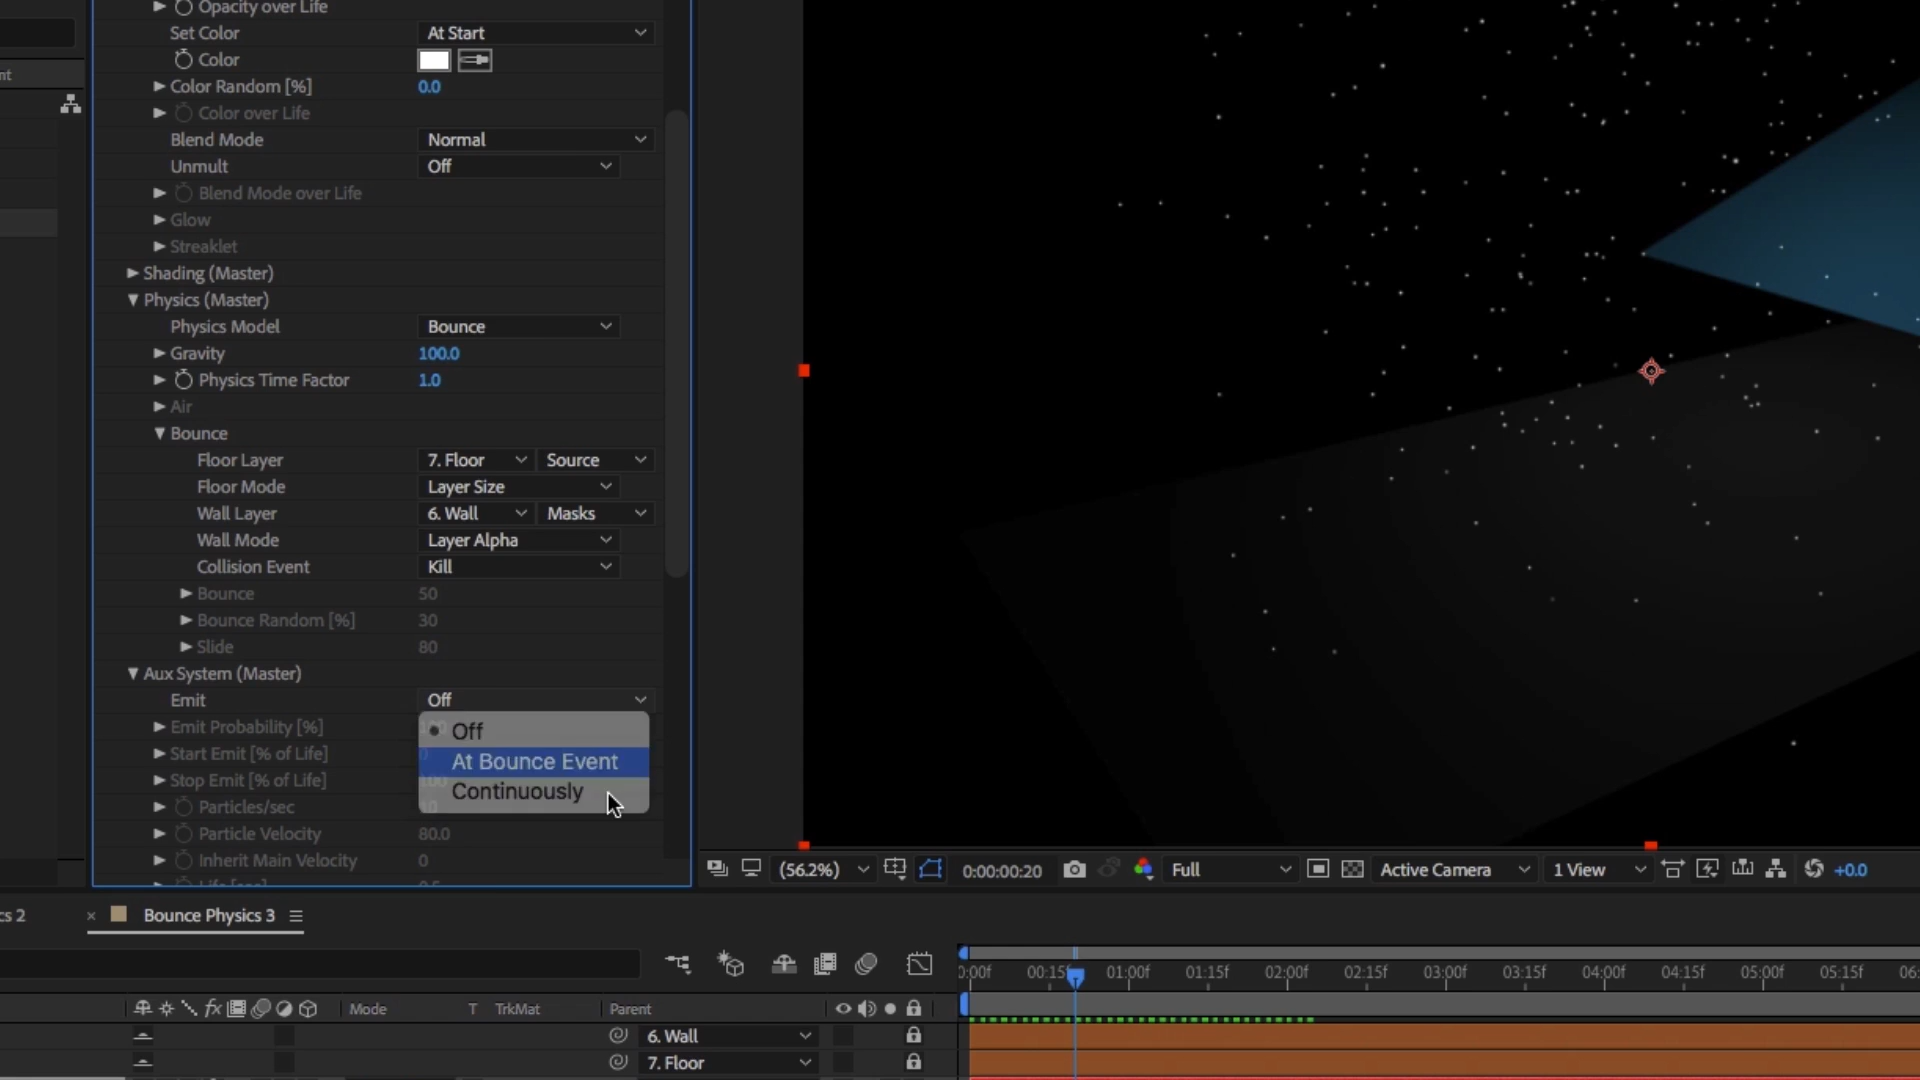 Opacity over Life
Set Color At Start
nt Color
Color Random [%] 0.0
Color over Life
Blend Mode Normal
Unmult Off
Blend Mode over Life
Glow
Streaklet
Shading (Master)
Physics (Master)
Physics Model Bounce
Gravity 100.0
Physics Time Factor 1.0
Air
Bounce
Floor Layer 7. Floor Source
Floor Mode Layer Size
Wall Layer 6. Wall Masks
Wall Mode Layer Alpha
Collision Event Kill
Bounce 50
Bounce Random [%] 30
Slide 80
Aux System (Master)
Emit Off
Emit Probability [%] Off
Start Emit [% of Life] At Bounce Event
Stop Emit [% of Life] Continuously
Particles/sec
Particle Velocity 80.0
Inherit Main Velocity 0
(56.2%) 0:00:00:20 Full Active Camera 1 View +0.0
cs 2 × Bounce Physics 3
0:00f 00:15f 01:00f 01:15f 02:00f 02:15f 03:00f 03:15f 04:00f 04:15f 05:00f 05:15f 06:
fx Mode T TrkMat Parent
6. Wall
7. Floor